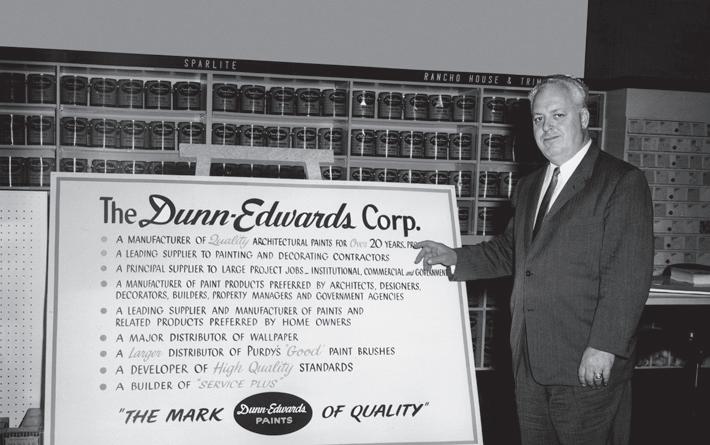 SPARLITE
RANCHO HOUSE & TRIM
The Dunn-Edwards Corp.
A MANUFACTURER OF Quality ARCHITECTURAL PAINTS FOR Over 20 YEARS,
A LEADING SUPPLIER TO PAINTING AND DECORATING CONTRACTORS
A PRINCIPAL SUPPLIER TO LARGE PROJECT JOBS_ INSTITUTIONAL, COMMERCIAL and GOVERNMENT
A MANUFACTURER OF PAINT PRODUCTS PREFERRED BY ARCHITECTS, DESIGNERS,
DECORATORS, BUILDERS, PROPERTY MANAGERS AND GOVERNMENT AGENCIES
A LEADING SUPPLIER AND MANUFACTURER OF PAINTS AND
RELATED PRODUCTS PREFERRED BY HOME OWNERS
A MAJOR DISTRIBUTOR OF WALLPAPER
A Larger DISTRIBUTOR OF PURDY'S "Good" PAINT BRUSHES
A DEVELOPER OF High Quality STANDARDS
A BUILDER OF "SERVICE PLUS"
"THE MARK Dunn-Edwards PAINTS OF QUALITY"